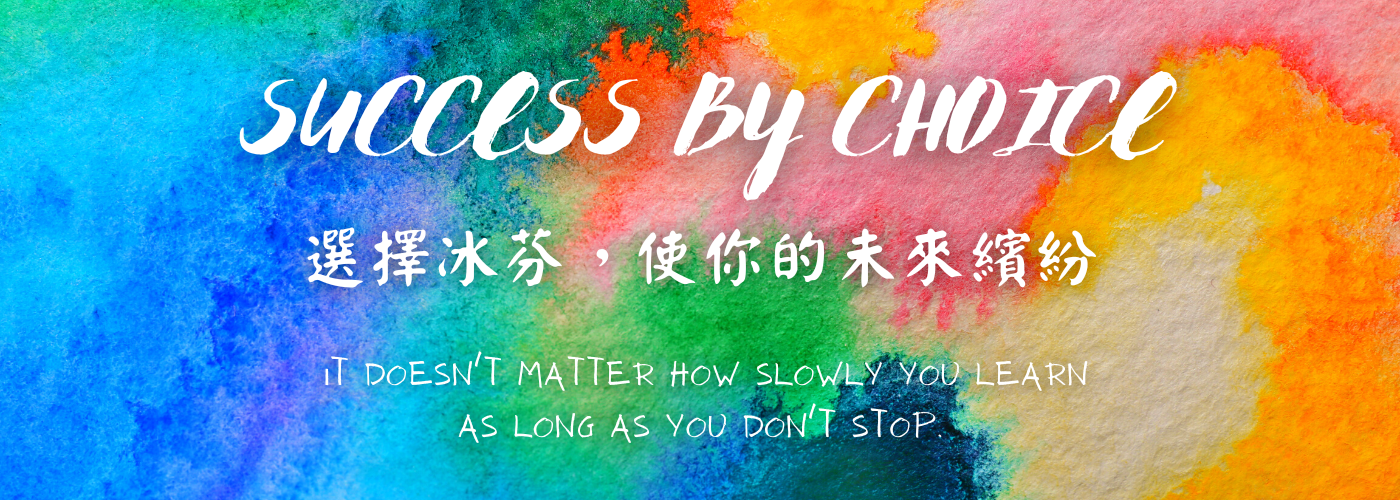 SUCCESS BY CHOICE
選擇冰芬，使你的未來繽紛
IT DOESN'T MATTER HOW SLOWLY YOU LEARN
AS LONG AS YOU DON'T STOP.